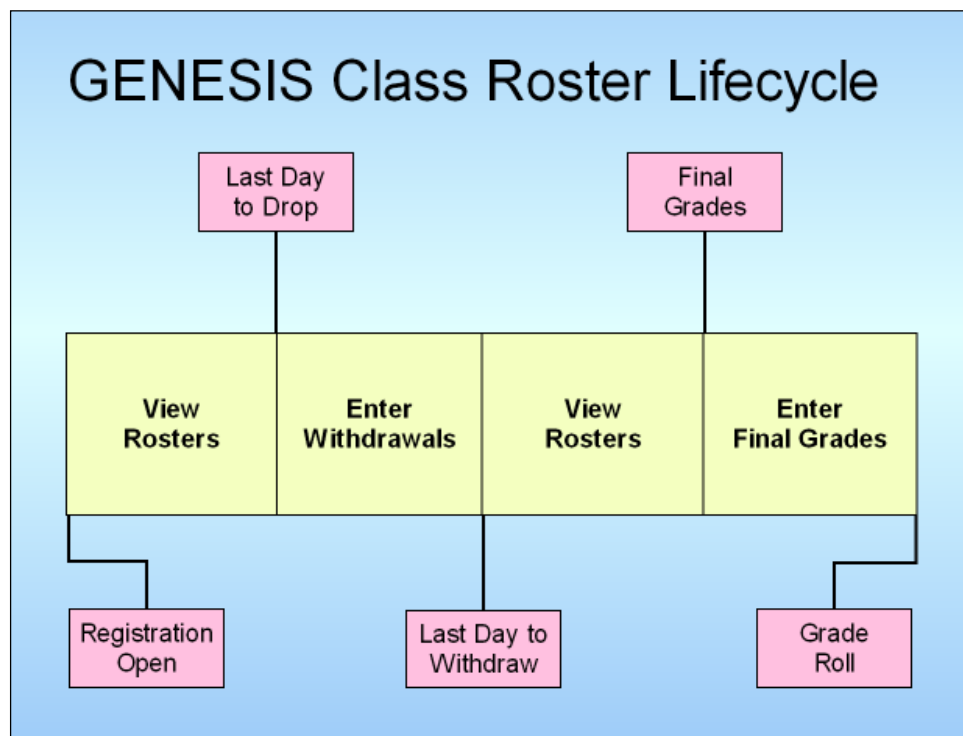 GENESIS Class Roster Lifecycle
Last Day
to Drop
Final
Grades
View
Rosters
Enter
Withdrawals
View
Rosters
Enter
Final Grades
Registration
Open
Last Day to
Withdraw
Grade
Roll